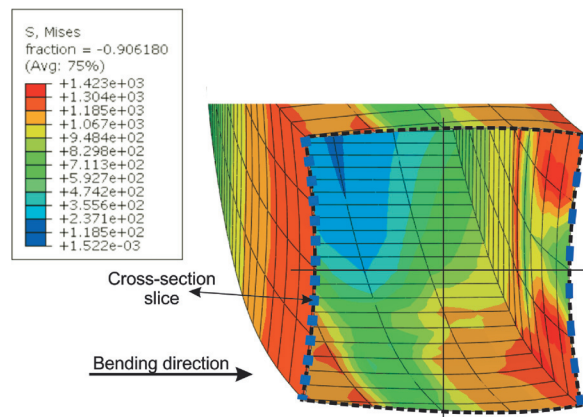 S, Mises
fraction = -0.906180
(Avg: 75%)
+1.423e+03
+1.304e+03
+1.185e+03
+1.067e+03
+9.484e+02
+8.298e+02
+7.113e+02
+5.927e+02
+4.742e+02
+3.556e+02
+2.371e+02
+1.185e+02
+1.522e-03
Cross-section
slice
Bending direction